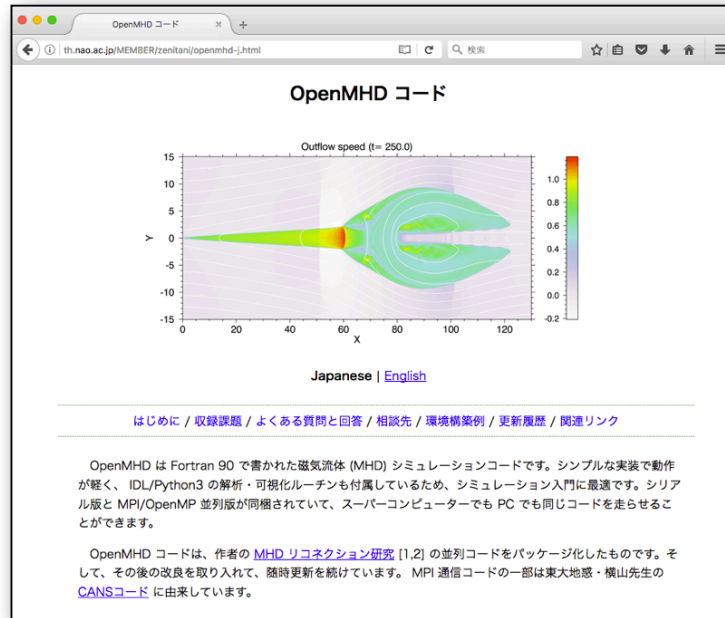 OpenMHD コード
th.nao.ac.jp/MEMBER/zenitani/openmhd-j.html
検索
OpenMHD コード
Outflow speed (t= 250.0)
15
10
5
0
-5
-10
-15
Y
0 20 40 60 80 100 120
X
1.0
0.8
0.6
0.4
0.2
0.0
-0.2
Japanese | English
はじめに / 収録課題 / よくある質問と回答 / 相談先 / 環境構築例 / 更新履歴 / 関連リンク
OpenMHD は Fortran 90 で書かれた磁気流体 (MHD) シミュレーションコードです。シンプルな実装で動作
が軽く、 IDL/Python3 の解析・可視化ルーチンも付属しているため、シミュレーション入門に最適です。シリア
ル版と MPI/OpenMP 並列版が同梱されていて、スーパーコンピューターでも PC でも同じコードを走らせるこ
とができます。
OpenMHD コードは、作者の MHD リコネクション研究 [1,2] の並列コードをパッケージ化したものです。そ
して、その後の改良を取り入れて、随時更新を続けています。 MPI 通信コードの一部は東大地惑・横山先生の
CANSコード に由来しています。